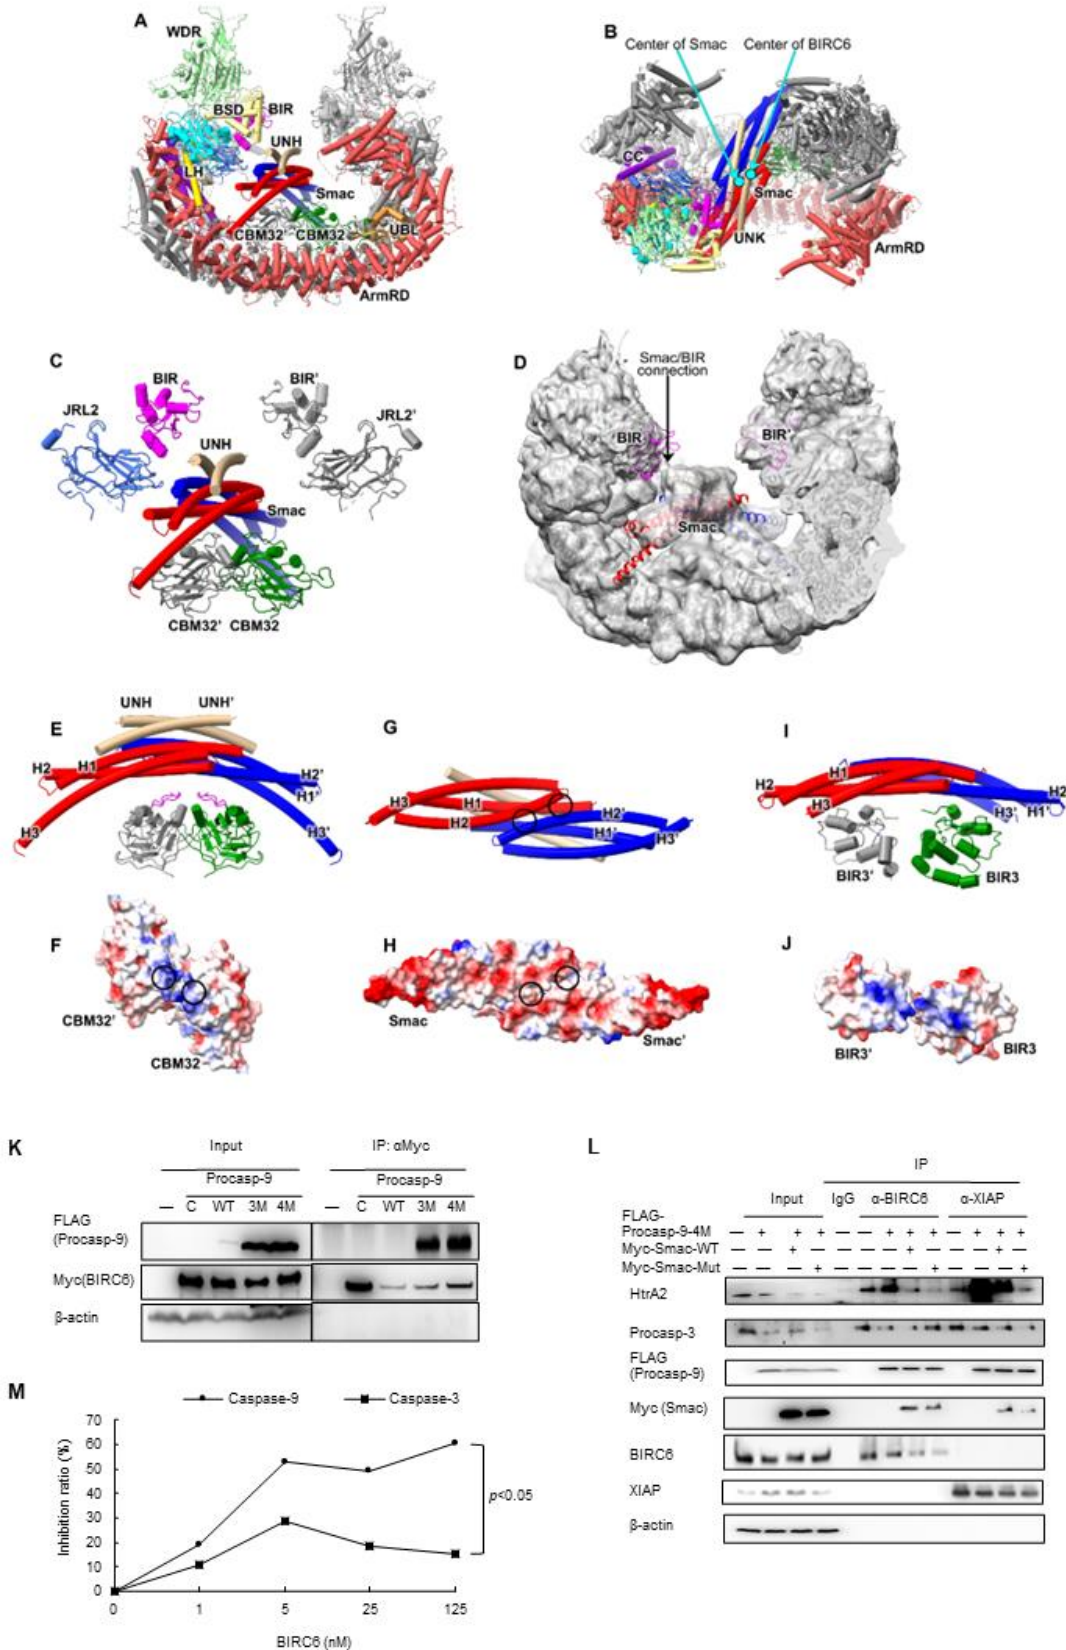 A
WDR
BSD
BIR
UNH
LH
Smac
CBM32'
CBM32
UBL
ArmRD
B
Center of Smac
Center of BIRC6
CC
Smac
UNK
ArmRD
C
BIR
BIR'
JRL2
JRL2'
UNH
Smac
CBM32'
CBM32
D
Smac/BIR
connection
BIR
BIR'
Smac
E
UNH
UNH'
H2
H1
H2'
H1'
H3
H3'
G
H3
H1
H2
H2'
H1'
H3'
I
H1
H2
H3
H2
H3'
H1'
BIR3'
BIR3
F
CBM32'
CBM32
H
Smac
Smac'
J
BIR3'
BIR3
K
Input
IP: αMyc
Procasp-9
Procasp-9
— C WT 3M 4M — C WT 3M 4M
FLAG
(Procasp-9)
Myc(BIRC6)
β-actin
L
IP
Input IgG α-BIRC6 α-XIAP
FLAG-
Procasp-9-4M — + + + — — + + + — + + +
Myc-Smac-WT — — + — — — — + — — — + —
Myc-Smac-Mut — — — + — — — — + — — — +
HtrA2
Procasp-3
FLAG
(Procasp-9)
Myc (Smac)
BIRC6
XIAP
β-actin
M
Caspase-9
Caspase-3
Inhibition ratio (%)
70
60
50
40
30
20
10
0
p<0.05
0 1 5 25 125
BIRC6 (nM)